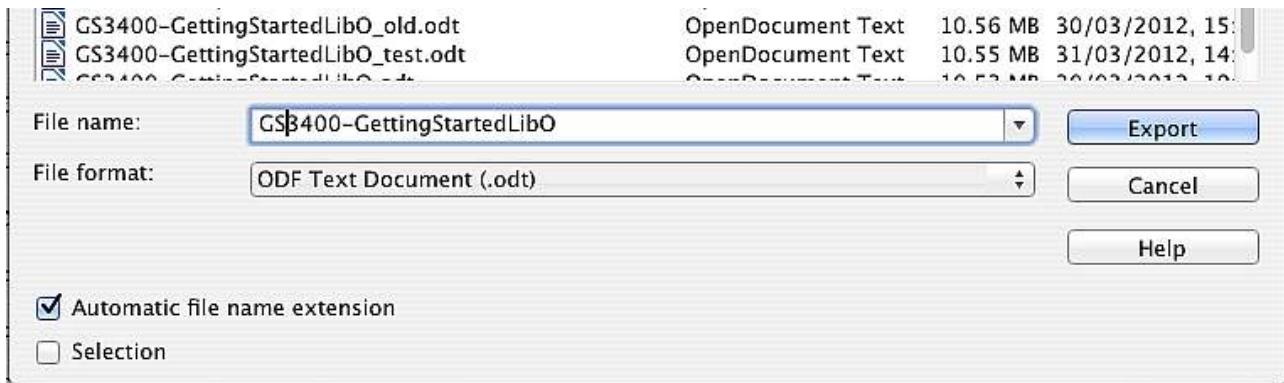 GS3400-GettingStartedLibO_old.odt OpenDocument Text 10.56 MB 30/03/2012, 15:
GS3400-GettingStartedLibO_test.odt OpenDocument Text 10.55 MB 31/03/2012, 14:
File name: GS3400-GettingStartedLibO Export
File format: ODF Text Document (.odt) Cancel
Help
Automatic file name extension
Selection